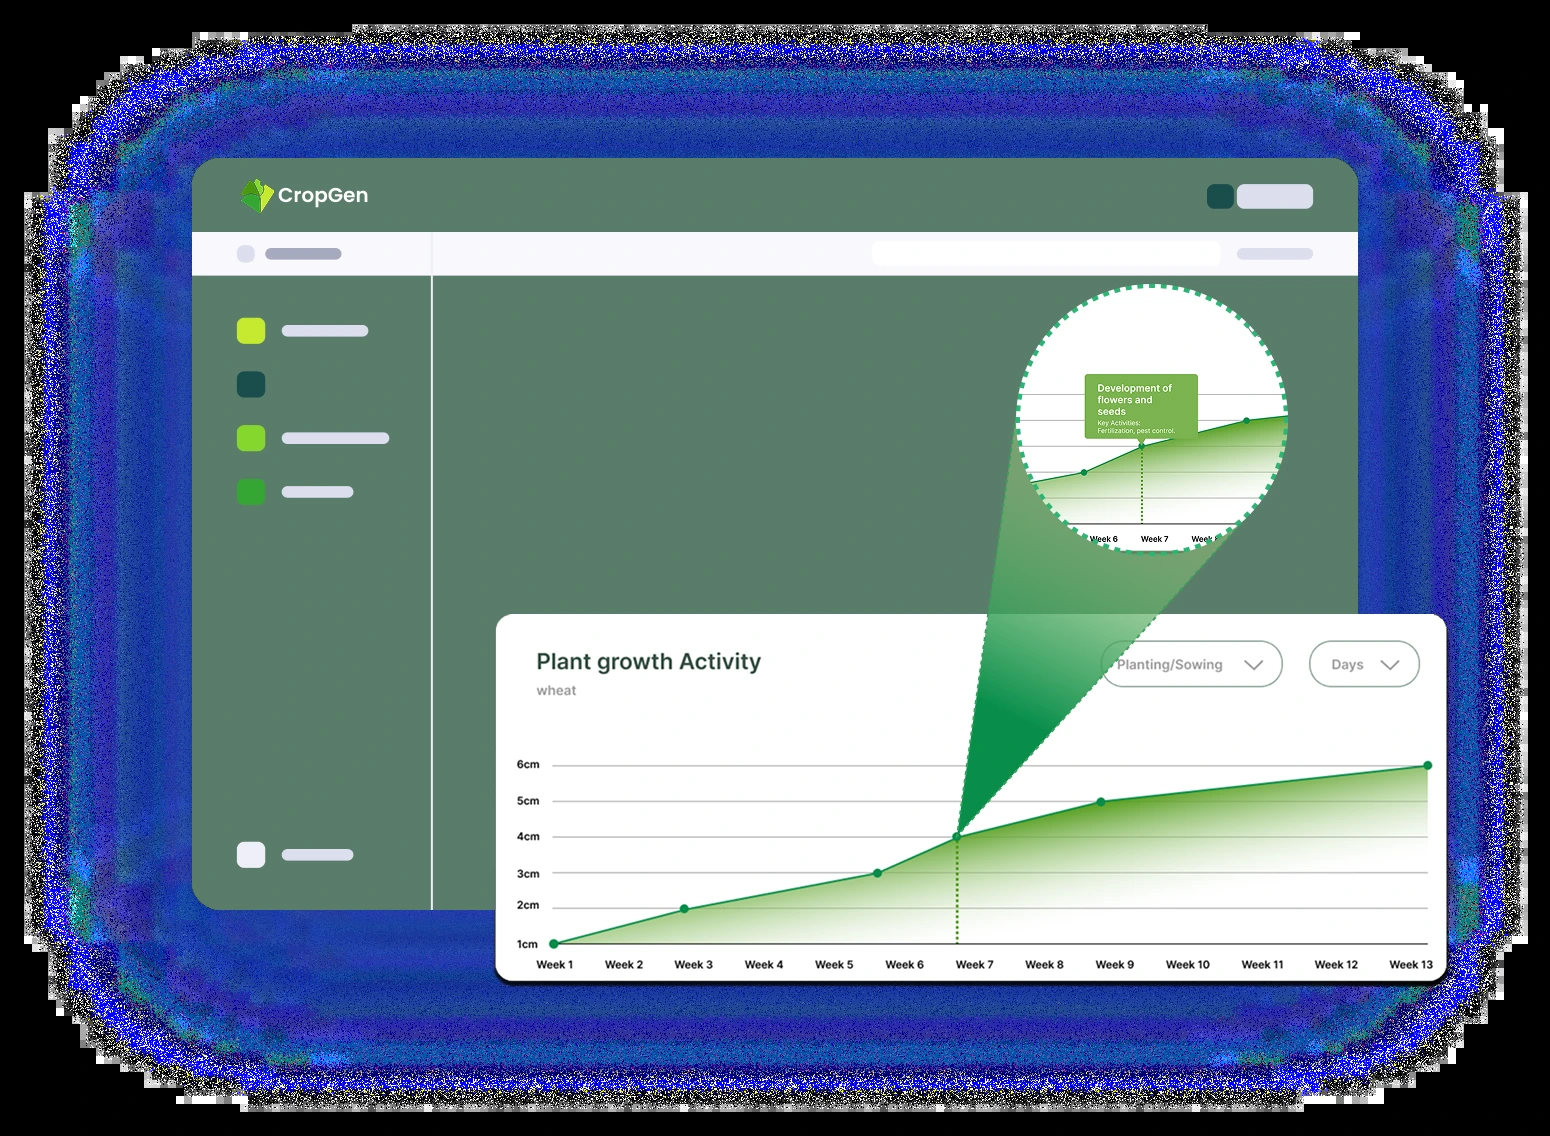 CropGen
Development of
flowers and
seeds
Key Activities:
Fertilization, pest control.
Week 6 Week 7 Week
Plant growth Activity
wheat
Planting/Sowing
Days
6cm
5cm
4cm
3cm
2cm
1cm
Week 1 Week 2 Week 3 Week 4 Week 5 Week 6 Week 7 Week 8 Week 9 Week 10 Week 11 Week 12 Week 13